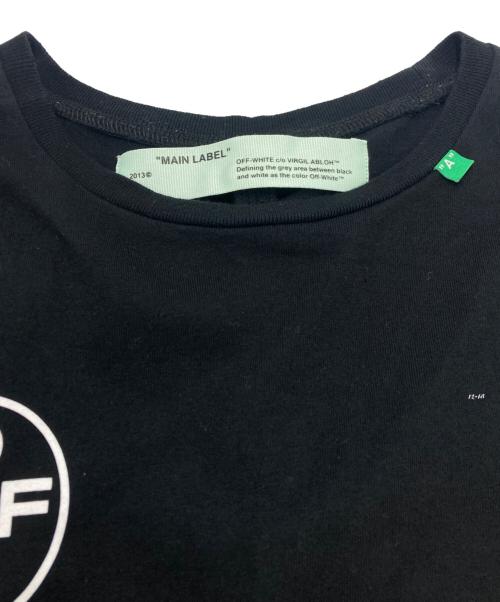 "MAIN LABEL"
2013©
OFF-WHITE c/o VIRGIL ABLOH™
Defining the grey area between black
and white as the color Off-White™
"A"
F